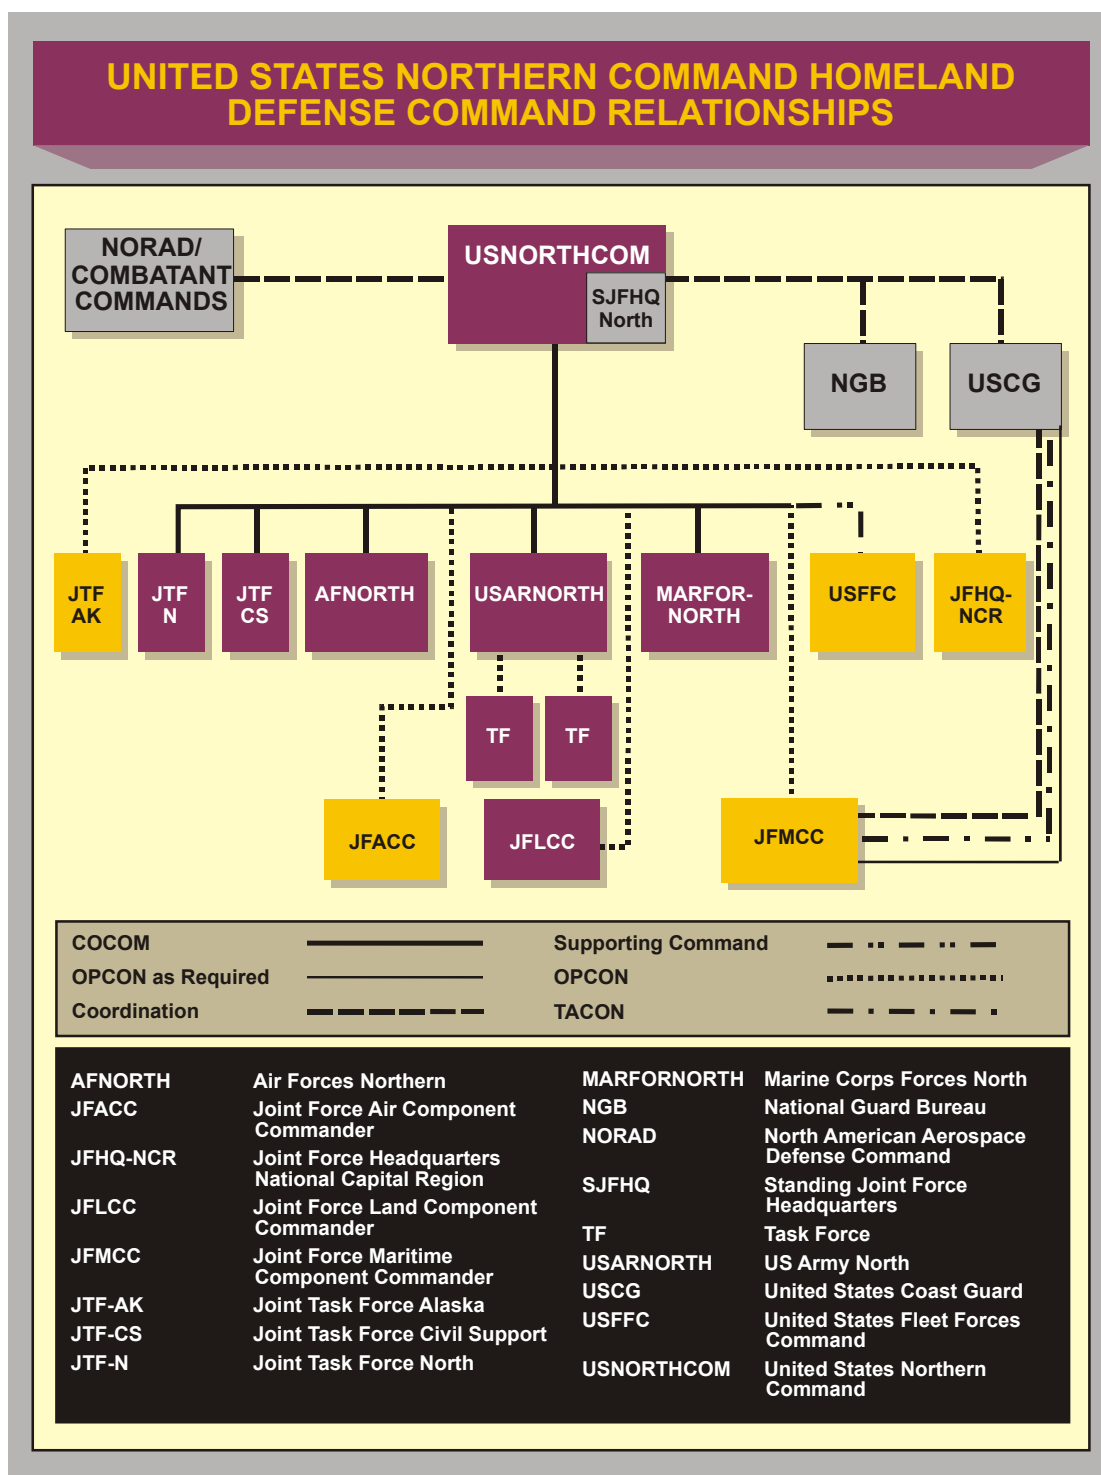 UNITED STATES NORTHERN COMMAND HOMELAND
DEFENSE COMMAND RELATIONSHIPS
NORAD/
COMBATANT
COMMANDS
USNORTHCOM
SJFHQ
North
NGB
USCG
JTF
AK
JTF
N
JTF
CS
AFNORTH
USARNORTH
MARFOR-
NORTH
USFFC
JFHQ-
NCR
TF
TF
JFACC
JFLCC
JFMCC
COCOM
OPCON as Required
Coordination
Supporting Command
OPCON
TACON
AFNORTH Air Forces Northern
JFACC Joint Force Air Component
Commander
JFHQ-NCR Joint Force Headquarters
National Capital Region
JFLCC Joint Force Land Component
Commander
JFMCC Joint Force Maritime
Component Commander
JTF-AK Joint Task Force Alaska
JTF-CS Joint Task Force Civil Support
JTF-N Joint Task Force North
MARFORNORTH Marine Corps Forces North
NGB National Guard Bureau
NORAD North American Aerospace
Defense Command
SJFHQ Standing Joint Force
Headquarters
TF Task Force
USARNORTH US Army North
USCG United States Coast Guard
USFFC United States Fleet Forces
Command
USNORTHCOM United States Northern
Command